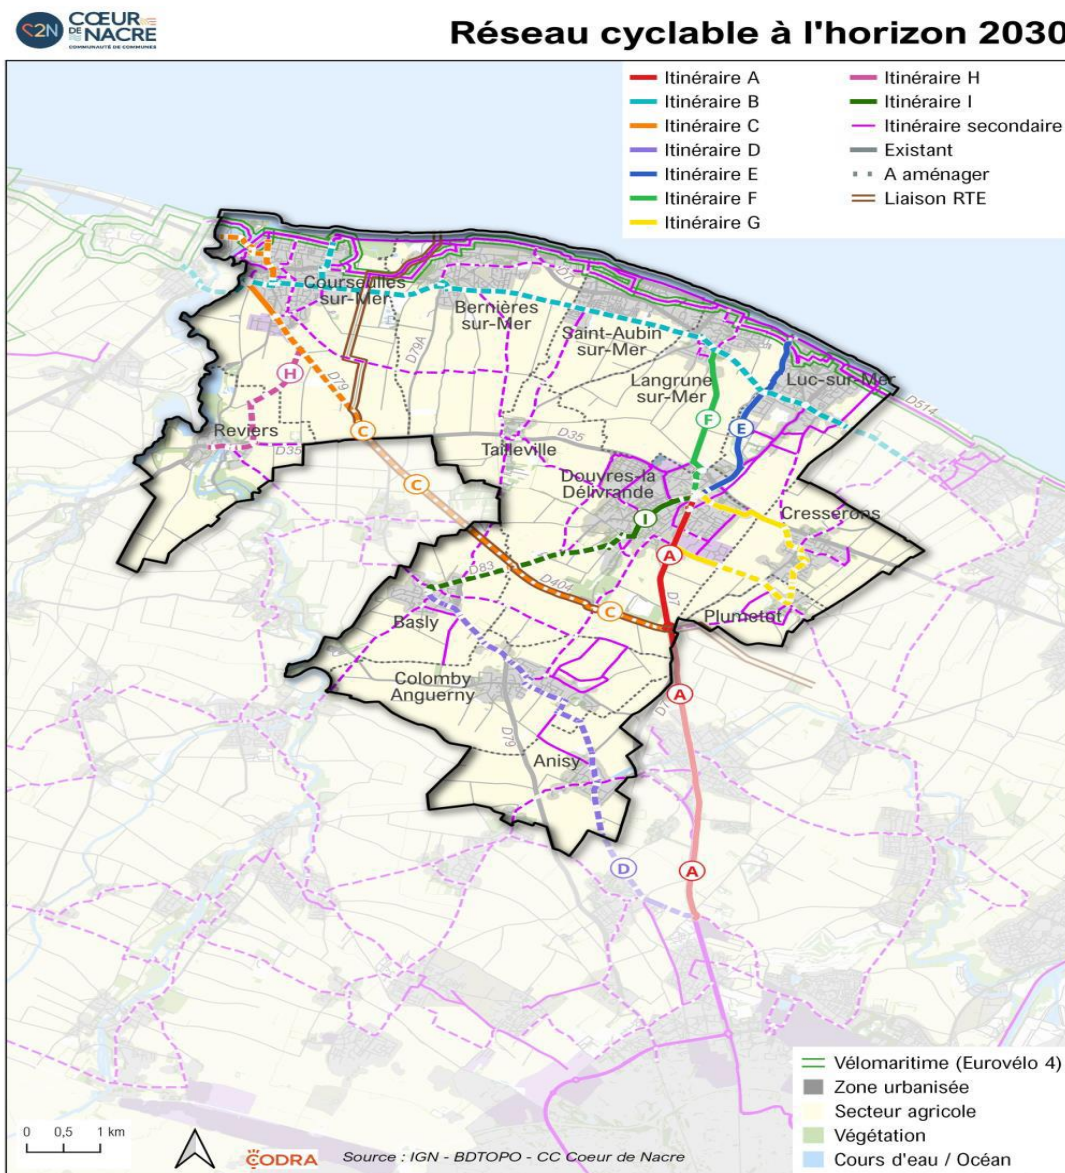 C2N
CŒUR
DE NACRE
COMMUNAUTÉ DE COMMUNES
Réseau cyclable à l'horizon 2030
Itinéraire A
Itinéraire B
Itinéraire C
Itinéraire D
Itinéraire E
Itinéraire F
Itinéraire G
Itinéraire H
Itinéraire I
Itinéraire secondaire
Existant
A aménager
Liaison RTE
Courseulles
sur-Mer
Bernières
sur-Mer
Saint-Aubin
sur-Mer
D79A
Langrune
sur-Mer
Luc-sur-Mer
D514
H
D79
F
E
Reviers
D35
C
Tailleville
D35
C
Douvres-la
Délivrande
I
Cresserons
A
D83
D404
D7
C
Basly
Plumetot
Colomby
Anguerny
A
D7
D79
Anisy
D
A
Vélomaritime (Eurovélo 4)
Zone urbanisée
Secteur agricole
Végétation
Cours d'eau / Océan
0 0,5 1 km
CODRA
Source : IGN - BDTOPO - CC Coeur de Nacre